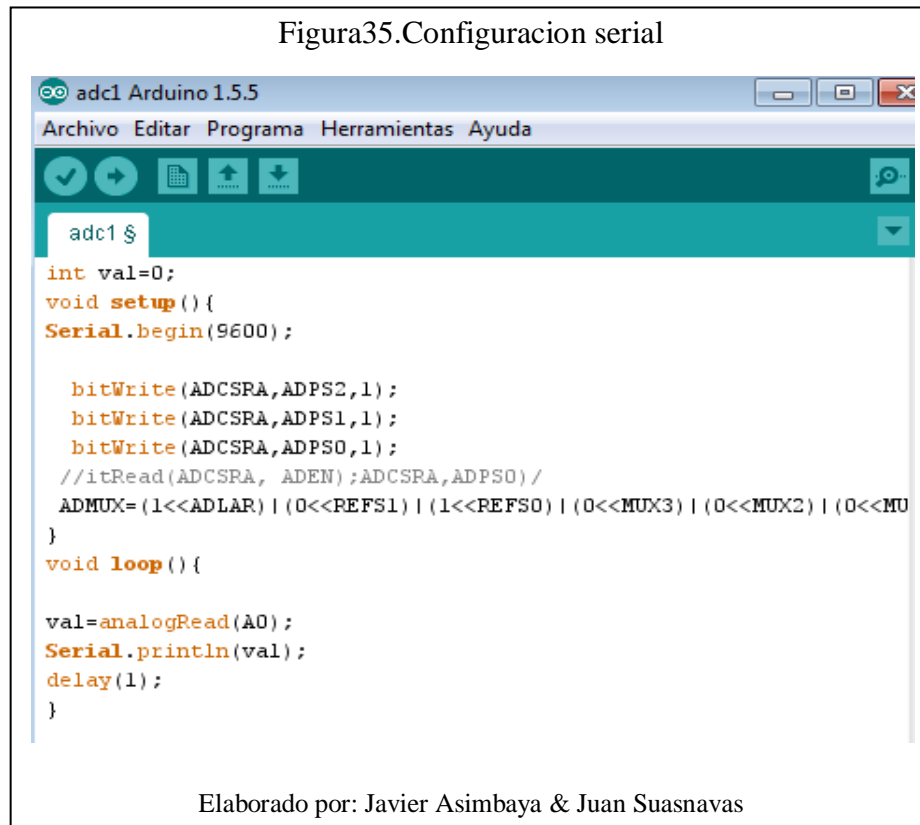 Figura35.Configuracion serial
adc1 Arduino 1.5.5
Archivo Editar Programa Herramientas Ayuda
adc1 §
int val=0;
void setup(){
Serial.begin(9600);
bitWrite(ADCSRA,ADPS2,1);
bitWrite(ADCSRA,ADPS1,1);
bitWrite(ADCSRA,ADPS0,1);
//itRead(ADCSRA, ADEN);ADCSRA,ADPS0)/
ADMUX=(1<<ADLAR)|(0<<REFS1)|(1<<REFS0)|(0<<MUX3)|(0<<MUX2)|(0<<MU
}
void loop(){
val=analogRead(A0);
Serial.println(val);
delay(1);
}
Elaborado por: Javier Asimbaya & Juan Suasnavas